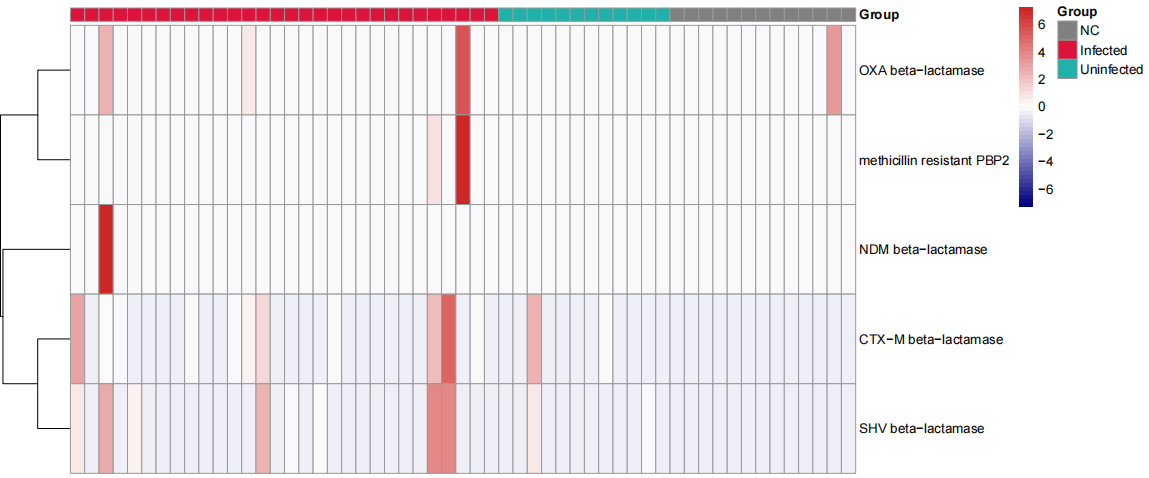 Group
OXA beta−lactamase
methicillin resistant PBP2
NDM beta−lactamase
CTX−M beta−lactamase
SHV beta−lactamase
6
4
2
0
−2
−4
−6
Group
NC
Infected
Uninfected